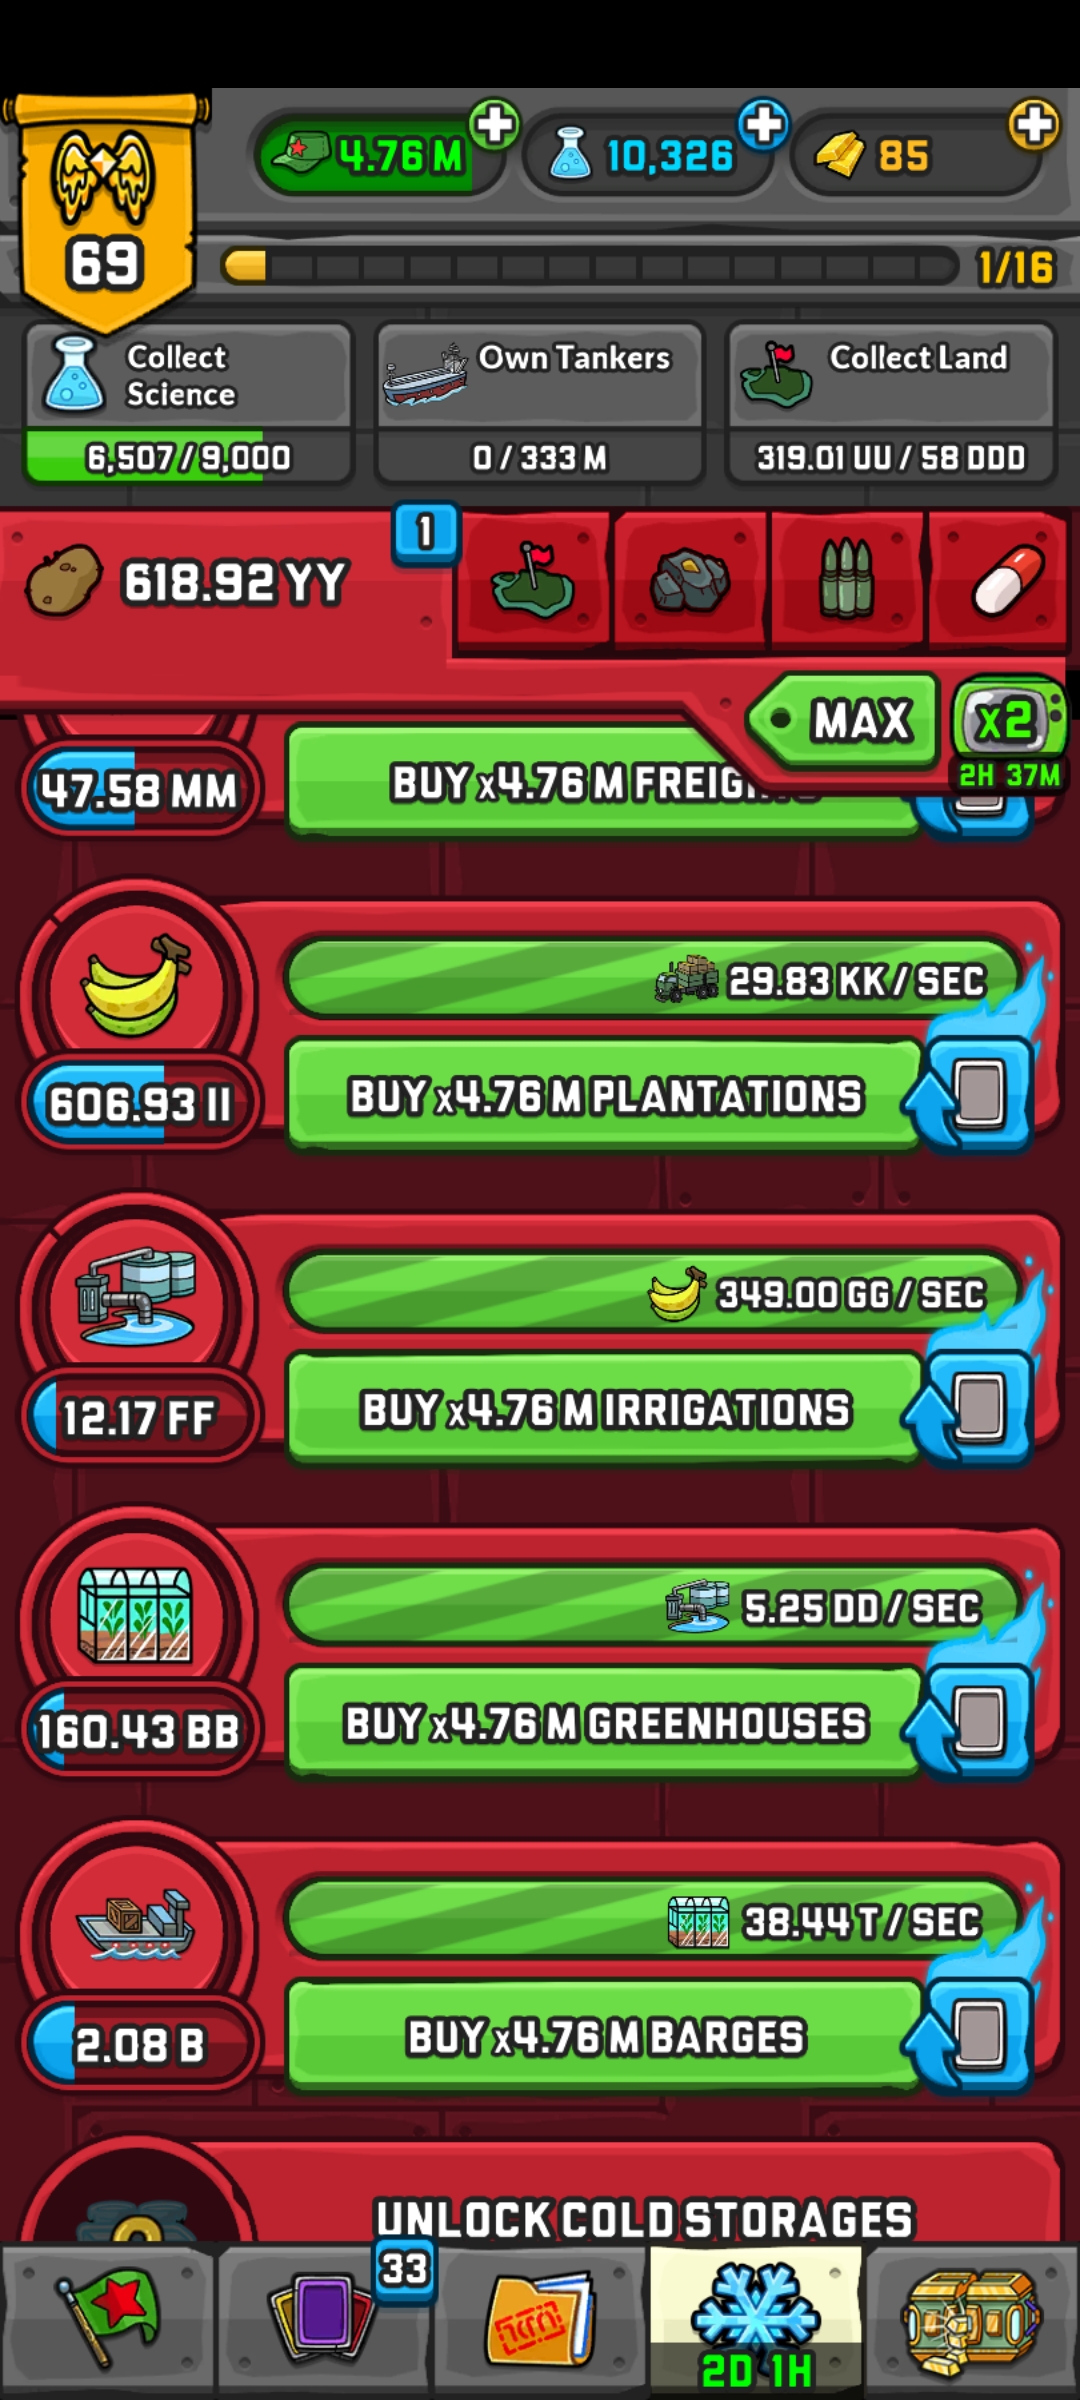 4.76 M
10,326
85
69
1/16
Collect
Science
6,507 / 9,000
Own Tankers
0 / 333 M
Collect Land
319.01 UU / 58 DDD
618.92 YY
1
MAX
x2
2H 37M
47.58 MM
BUY x4.76 M
29.83 KK / SEC
606.93 II
BUY x4.76 M PLANTATIONS
349.00 GG / SEC
12.17 FF
BUY x4.76 M IRRIGATIONS
5.25 DD / SEC
160.43 BB
BUY x4.76 M GREENHOUSES
38.44 T / SEC
2.08 B
BUY x4.76 M BARGES
UNLOCK COLD STORAGES
33
2D 1H